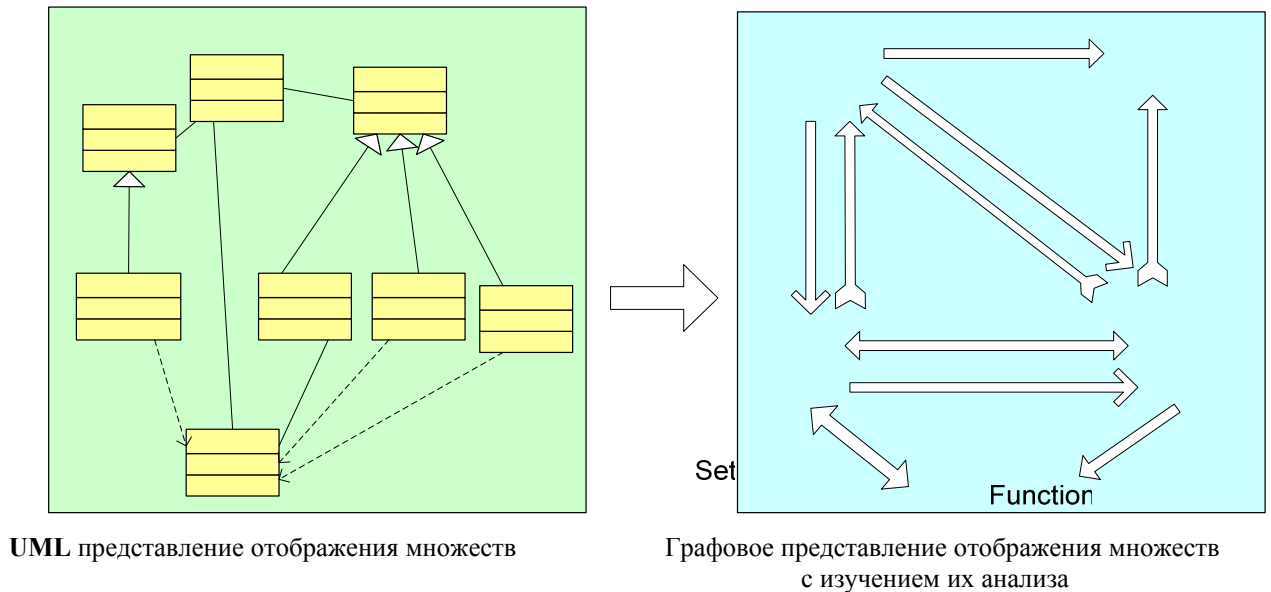 Set
Function
UML представление отображения множеств
Графовое представление отображения множеств
с изучением их анализа